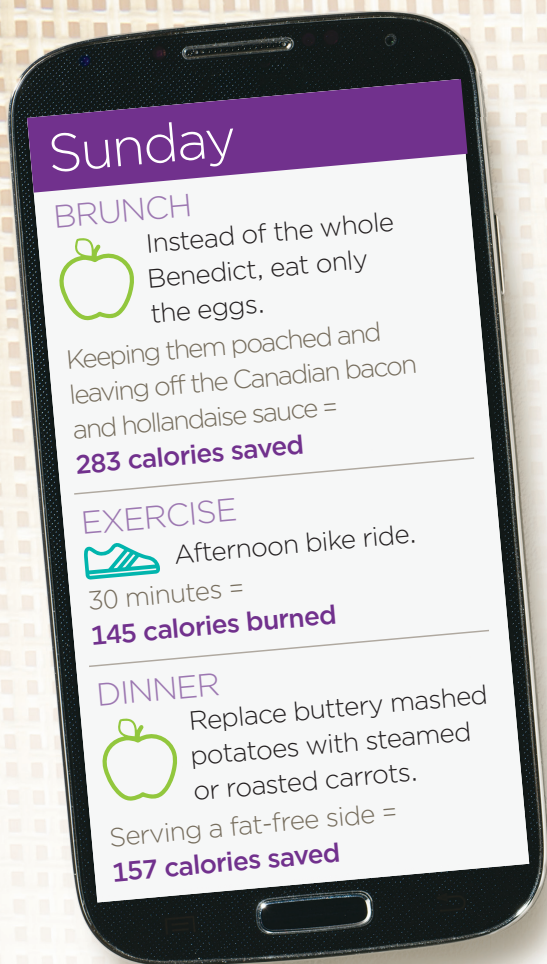 Sunday
BRUNCH
Instead of the whole
Benedict, eat only
the eggs.
Keeping them poached and
leaving off the Canadian bacon
and hollandaise sauce =
283 calories saved
EXERCISE
Afternoon bike ride.
30 minutes =
145 calories burned
DINNER
Replace buttery mashed
potatoes with steamed
or roasted carrots.
Serving a fat-free side =
157 calories saved